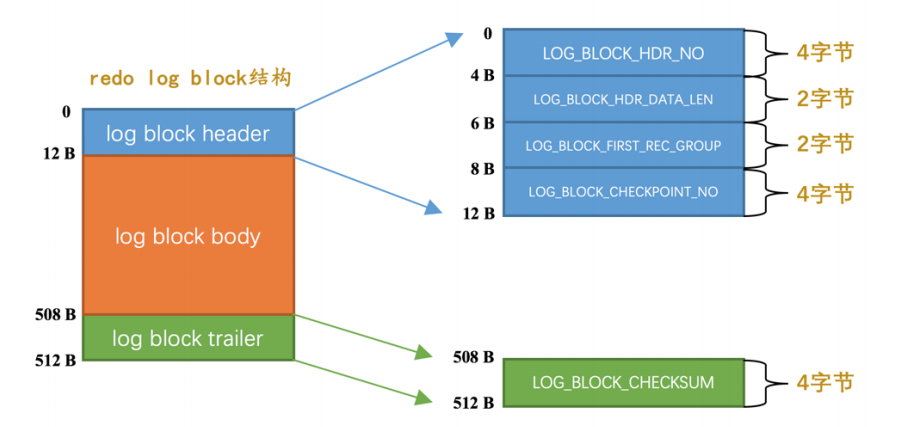 redo log block结构
0
log block header
12 B
log block body
508 B
log block trailer
512 B
0
LOG_BLOCK_HDR_NO
4字节
4 B
LOG_BLOCK_HDR_DATA_LEN
2字节
6 B
LOG_BLOCK_FIRST_REC_GROUP
2字节
8 B
LOG_BLOCK_CHECKPOINT_NO
4字节
12 B
508 B
LOG_BLOCK_CHECKSUM
4字节
512 B